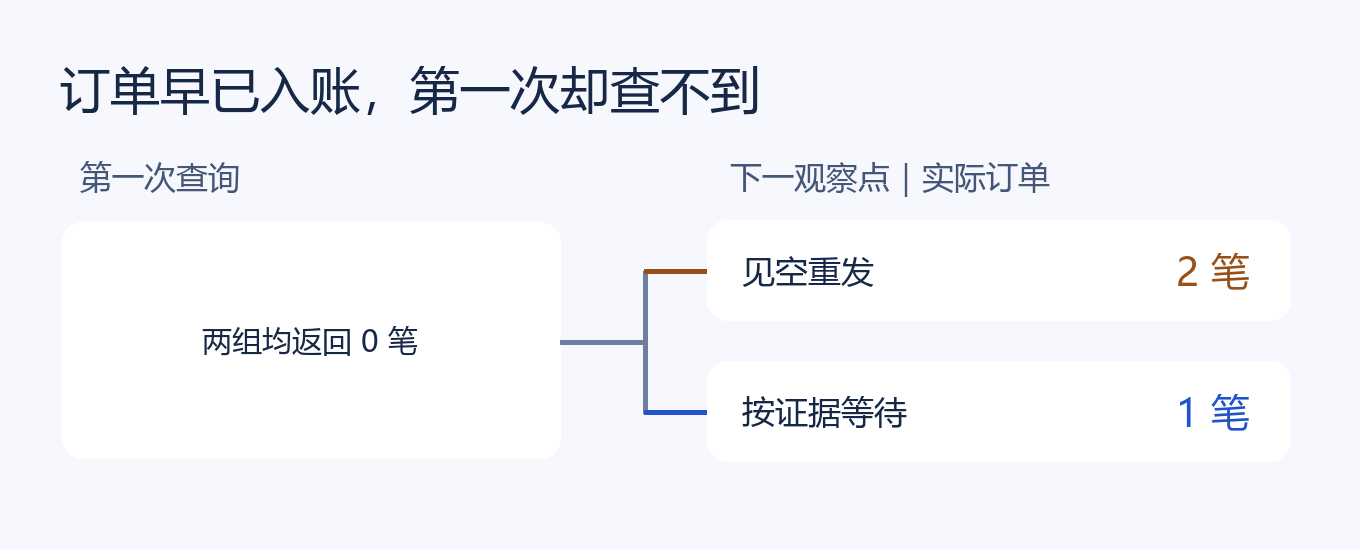 订单早已入账，第一次却查不到
第一次查询
下一观察点｜实际订单
两组均返回 0 笔
见空重发
2 笔
按证据等待
1 笔